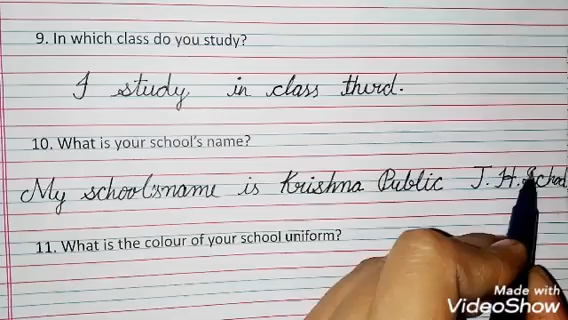 9. In which class do you study?
I study in class third.
10. What is your school's name?
My school'sname is Krishna Public J.H.School
11. What is the colour of your school uniform?
Made with
VideoShow